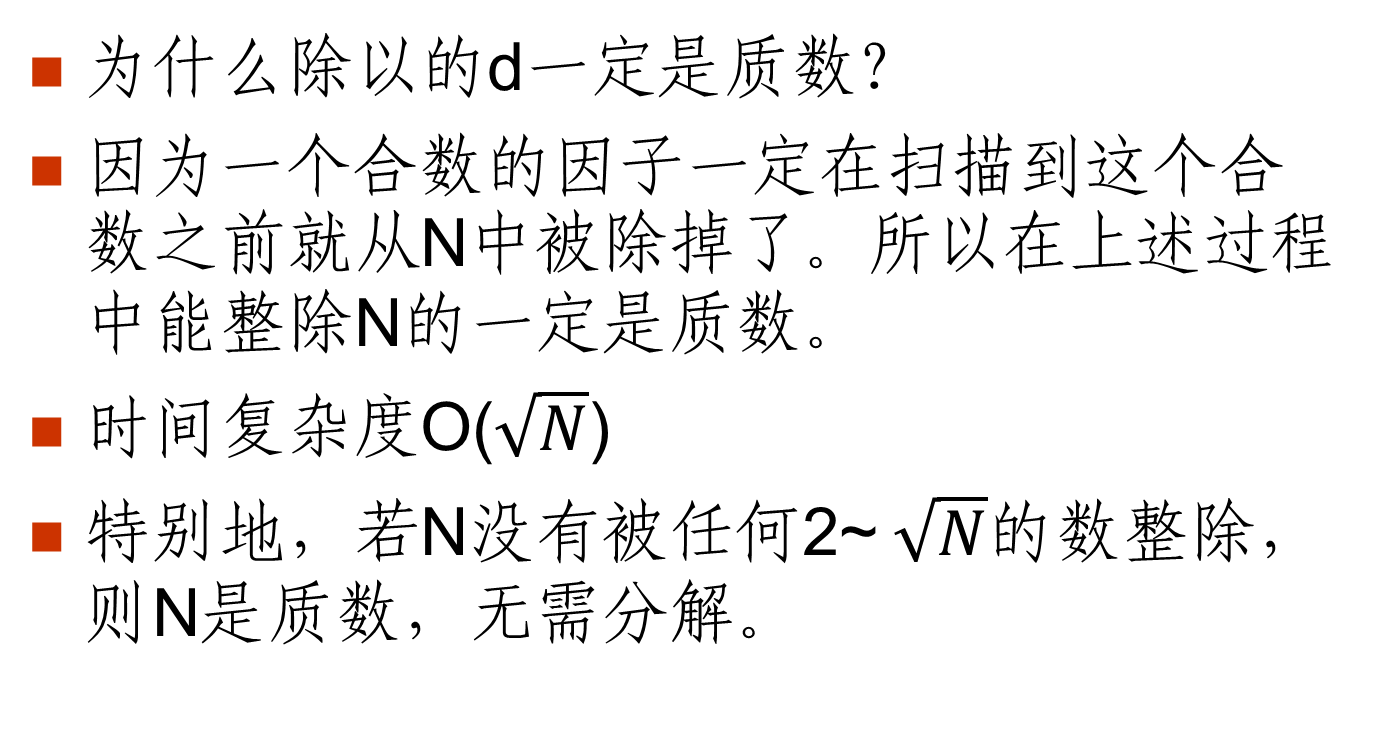 为什么除以的d一定是质数？
因为一个合数的因子一定在扫描到这个合
数之前就从N中被除掉了。所以在上述过程
中能整除N的一定是质数。
时间复杂度O(√N)
特别地，若N没有被任何2~ √N的数整除，
则N是质数，无需分解。